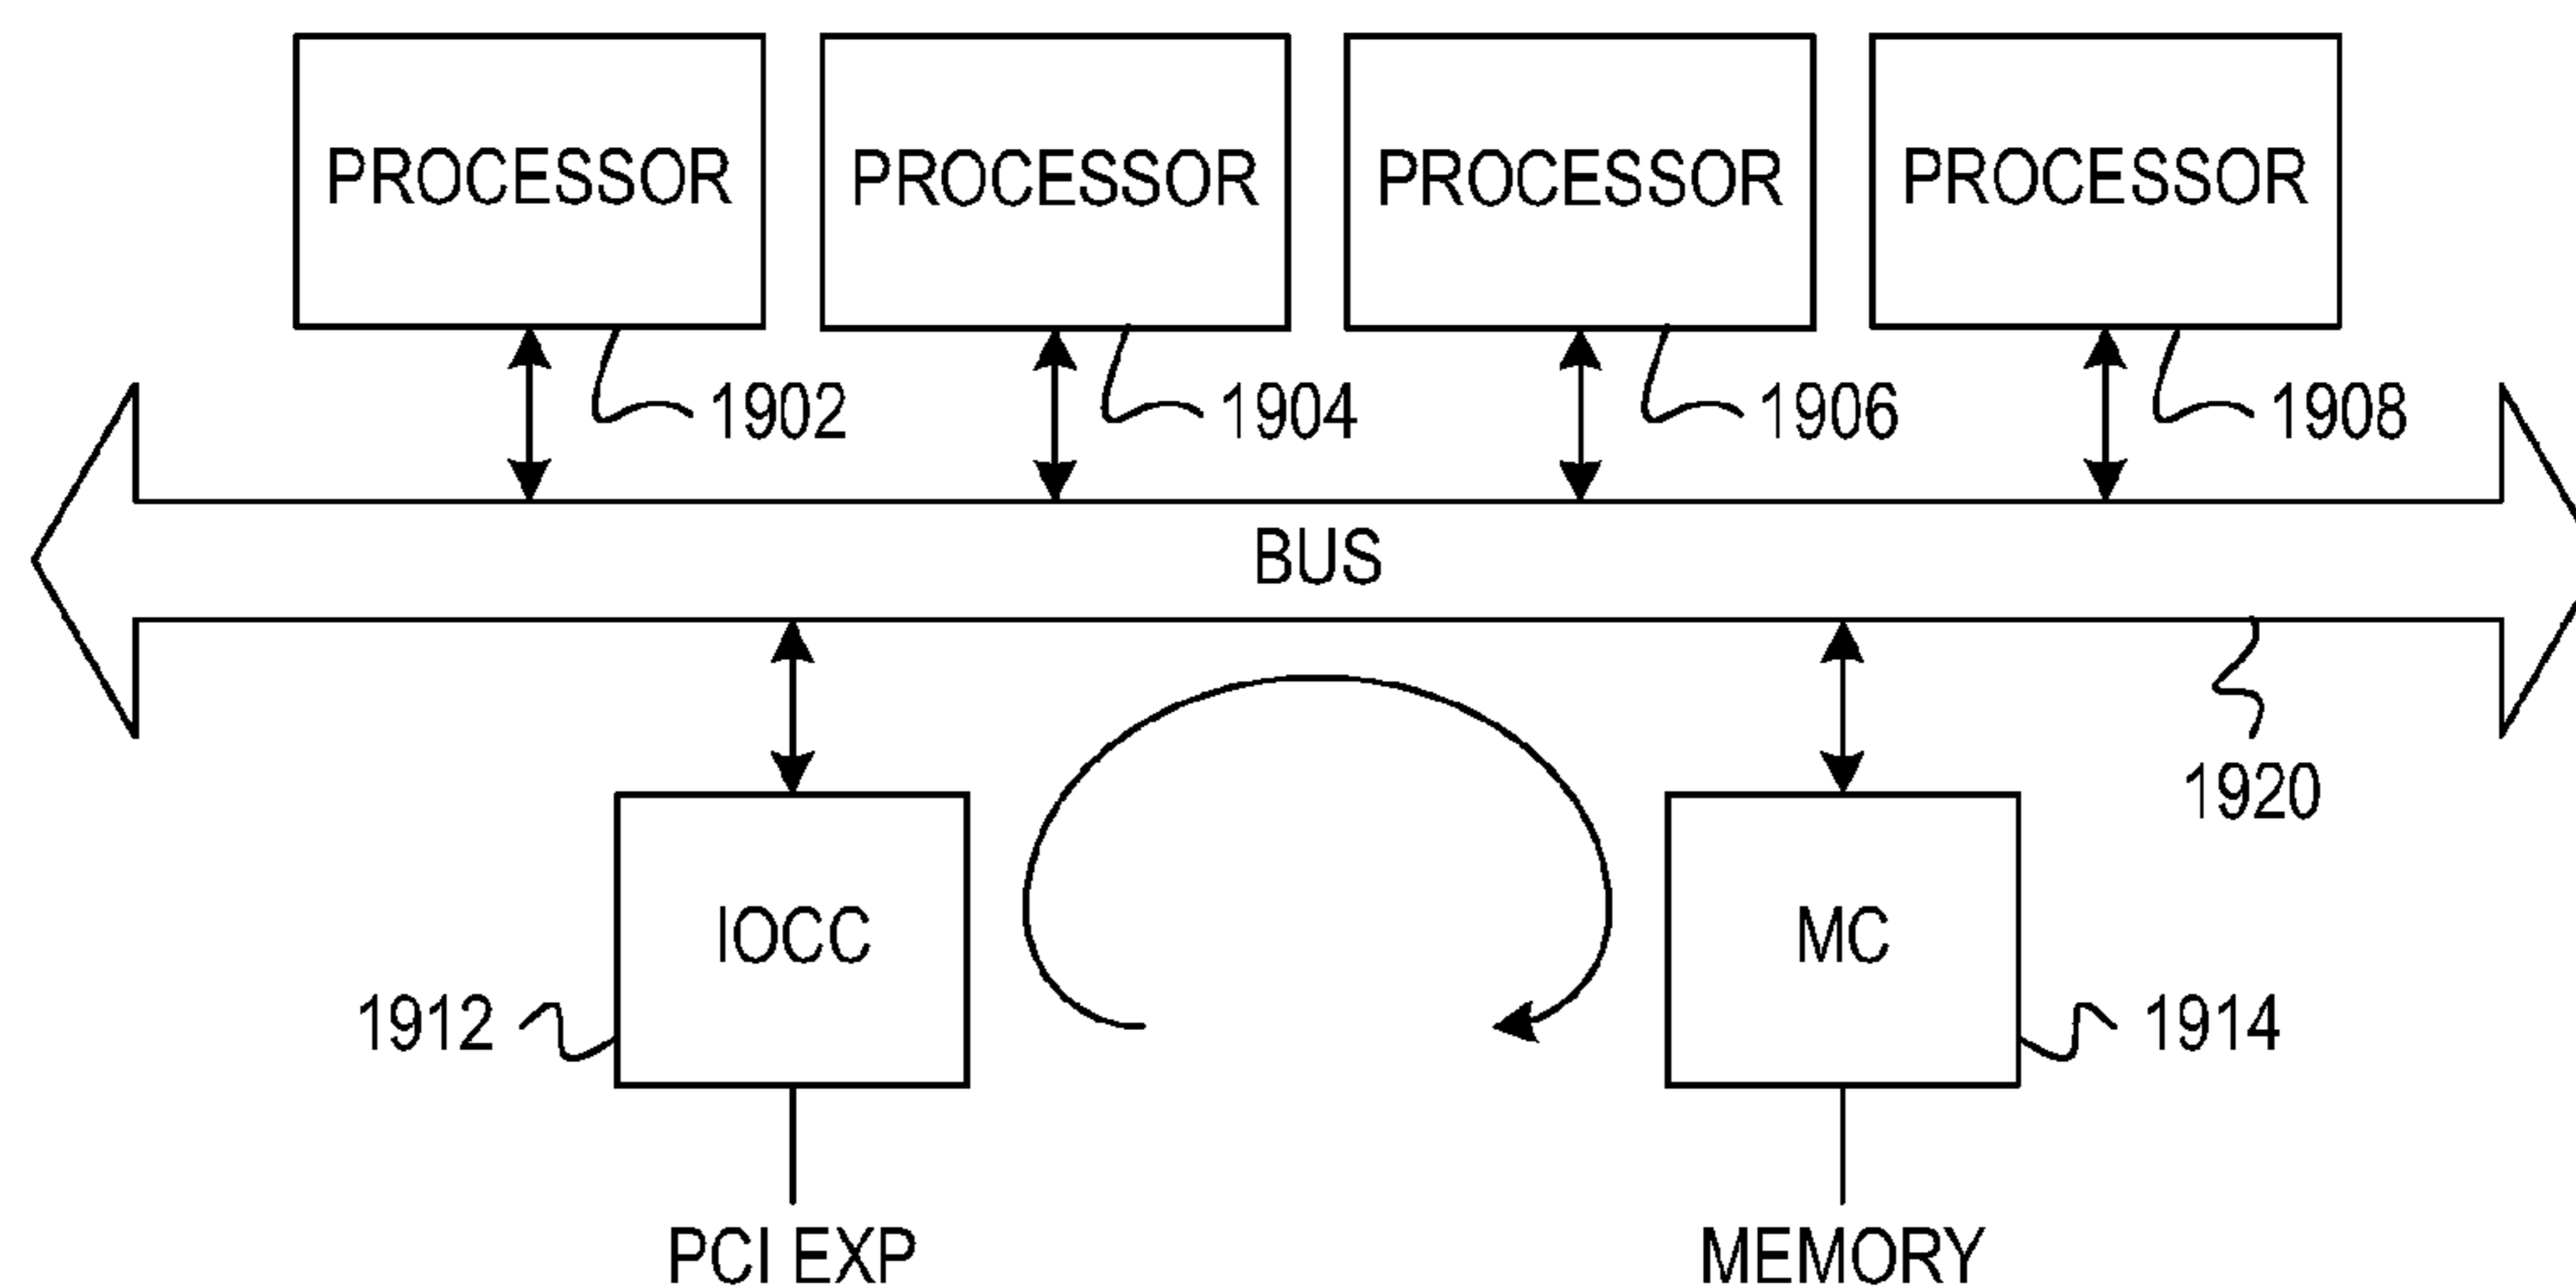 PROCESSOR PROCESSOR PROCESSOR PROCESSOR
1902 1904 1906 1908
BUS
1920
IOCC MC
1912 1914
PCI EXP MEMORY